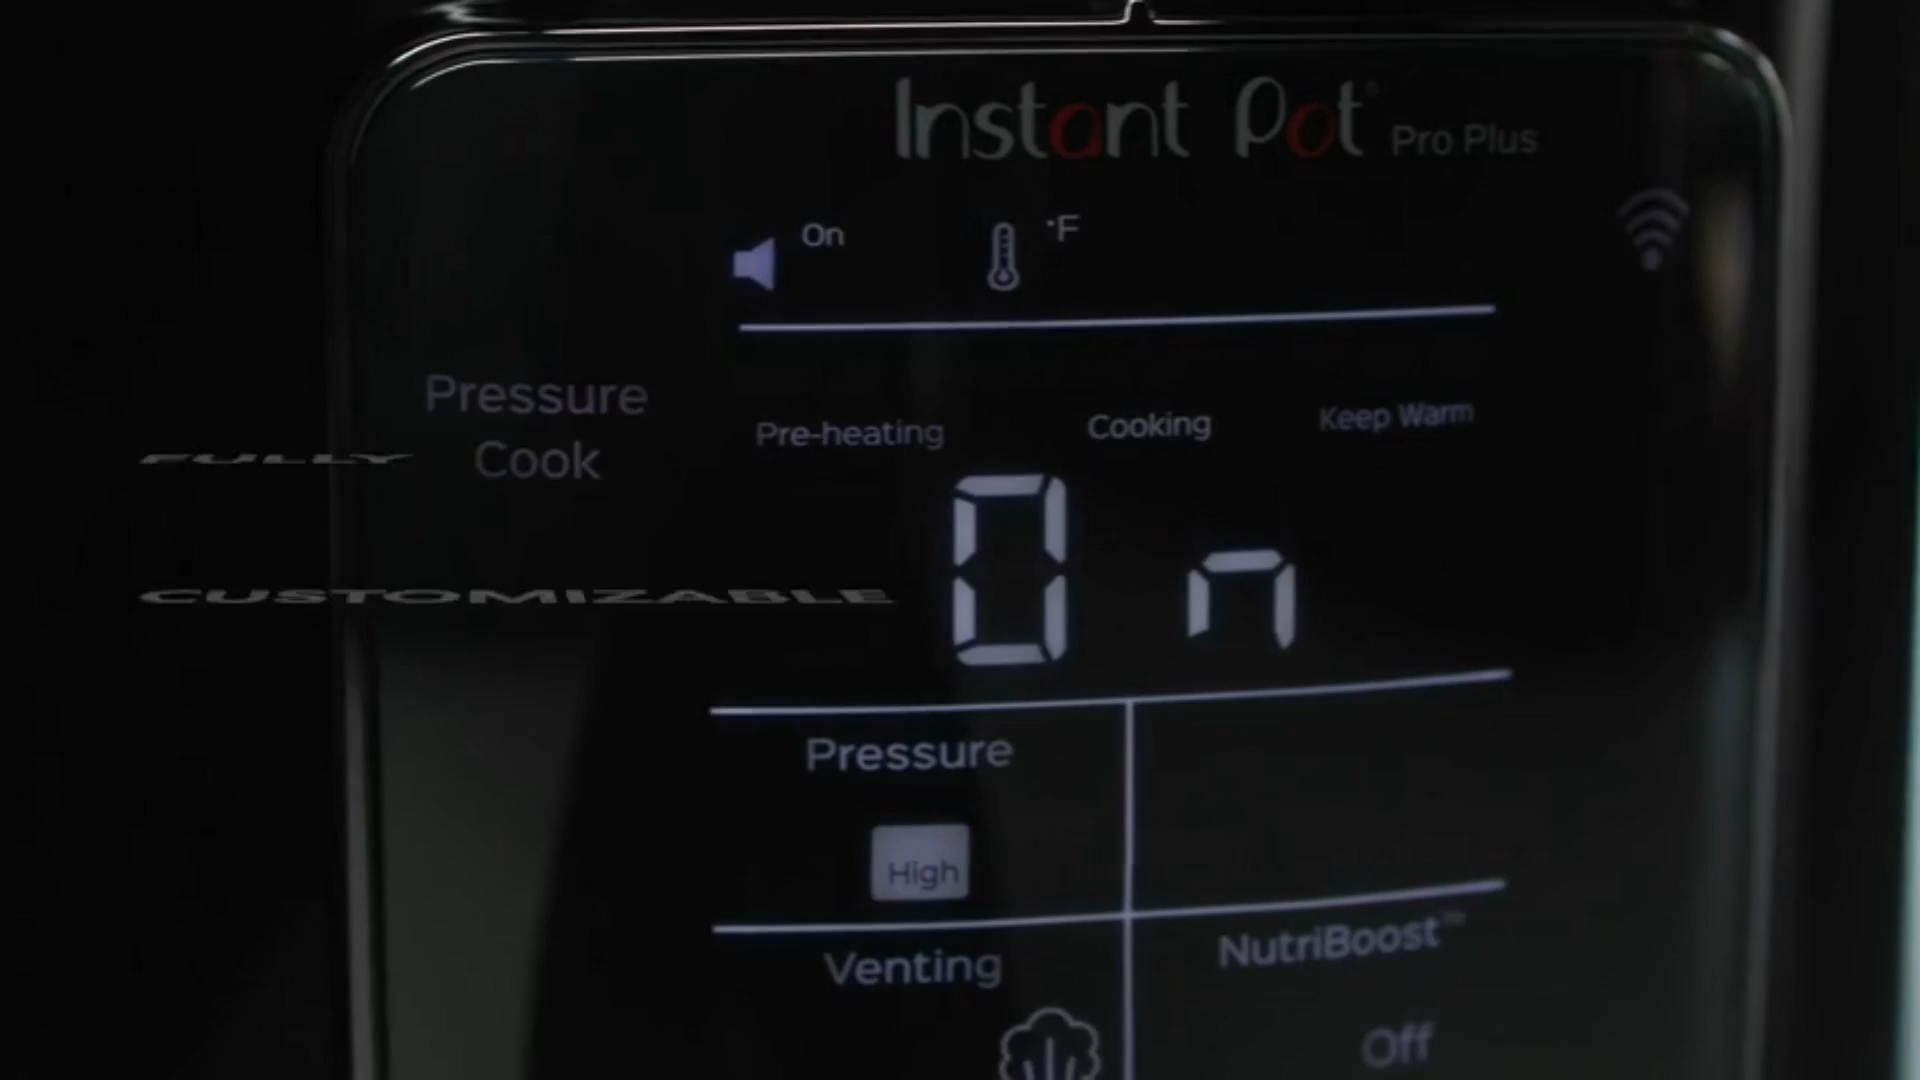 Instant Pot® Pro Plus
On °F
Pressure
Cook
Pre-heating Cooking Keep Warm
FULLY
CUSTOMIZABLE
On
Pressure
High
Venting
NutriBoost™
Off